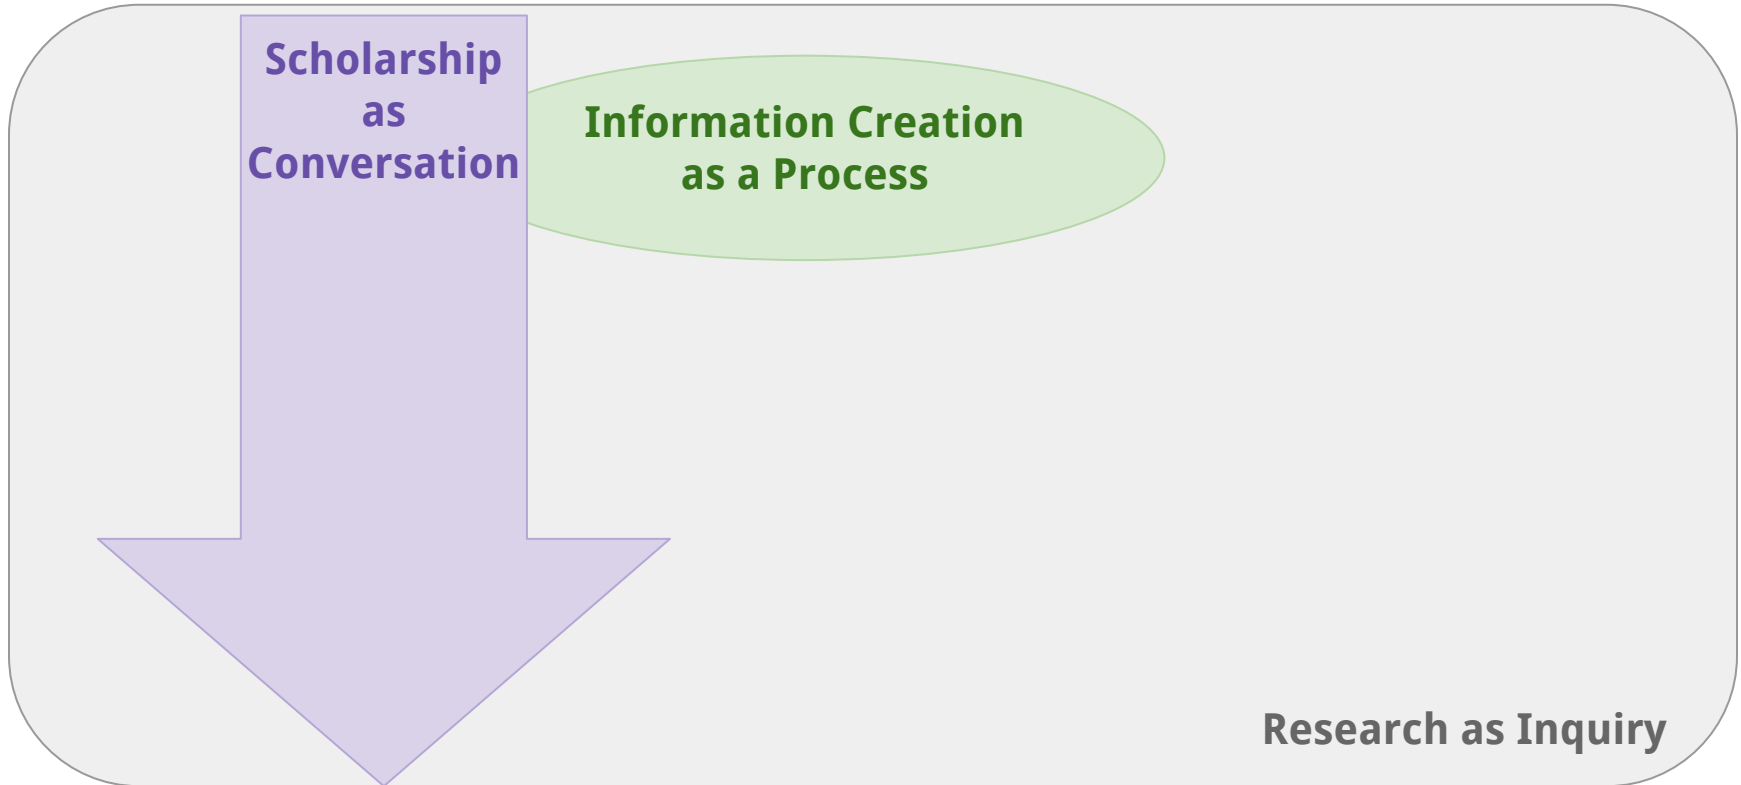 Scholarship
as
Conversation
Information Creation
as a Process
Research as Inquiry